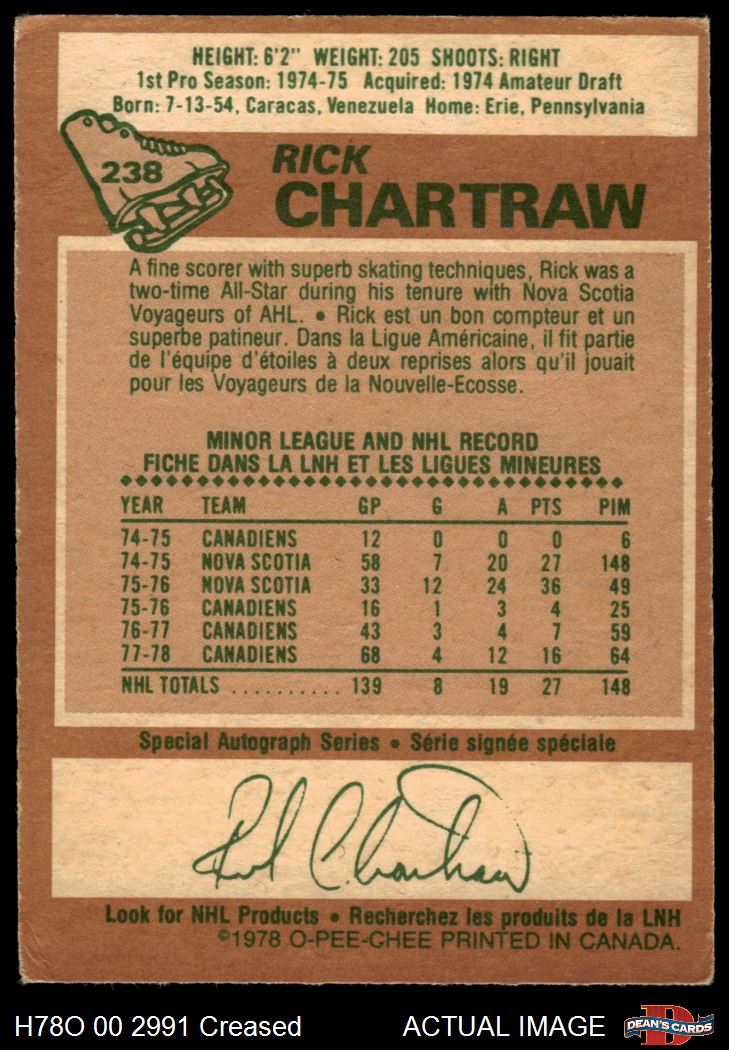 HEIGHT: 6'2" WEIGHT: 205 SHOOTS: RIGHT
1st Pro Season: 1974-75 Acquired: 1974 Amateur Draft
Born: 7-13-54, Caracas, Venezuela Home: Erie, Pennsylvania
238
RICK
CHARTRAW
A fine scorer with superb skating techniques, Rick was a
two-time All-Star during his tenure with Nova Scotia
Voyageurs of AHL. • Rick est un bon compteur et un
superbe patineur. Dans la Ligue Américaine, il fit partie
de l'équipe d'étoiles à deux reprises alors qu'il jouait
pour les Voyageurs de la Nouvelle-Ecosse.
MINOR LEAGUE AND NHL RECORD
FICHE DANS LA LNH ET LES LIGUES MINEURES
YEAR TEAM GP G A PTS PIM
74-75 CANADIENS 12 0 0 0 6
74-75 NOVA SCOTIA 58 7 20 27 148
75-76 NOVA SCOTIA 33 12 24 36 49
75-76 CANADIENS 16 1 3 4 25
76-77 CANADIENS 43 3 4 7 59
77-78 CANADIENS 68 4 12 16 64
NHL TOTALS .......... 139 8 19 27 148
Special Autograph Series • Série signée spéciale
Rick Chartraw
Look for NHL Products • Recherchez les produits de la LNH
©1978 O-PEE-CHEE PRINTED IN CANADA.
H78O 00 2991 Creased ACTUAL IMAGE
D
DEAN'S CARDS